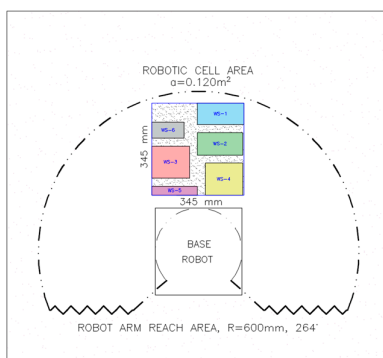 ROBOTIC CELL AREA
a=0.120m²
WS-1
WS-6
WS-2
345 mm
WS-3
WS-4
WS-5
345 mm
BASE
ROBOT
ROBOT ARM REACH AREA, R=600mm, 264°